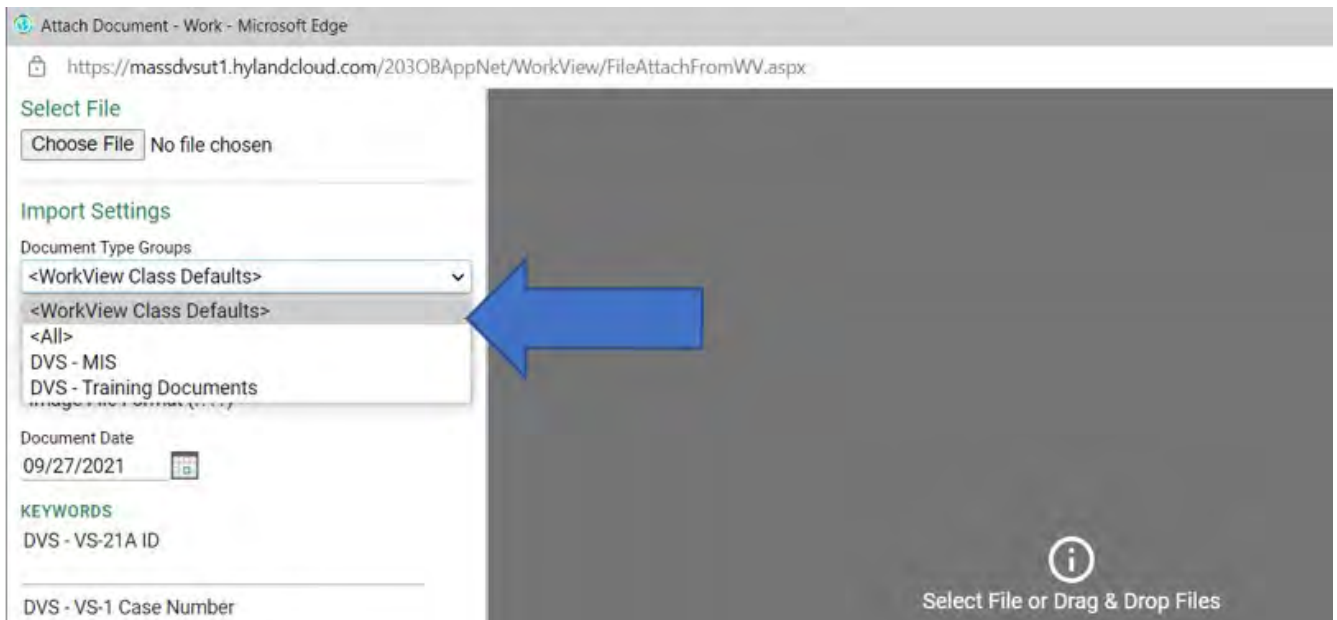 Attach Document - Work - Microsoft Edge
https://massdvsut1.hylandcloud.com/203OBAppNet/WorkView/FileAttachFromWV.aspx
Select File
Choose File No file chosen
Import Settings
Document Type Groups
<WorkView Class Defaults>
<WorkView Class Defaults>
<All>
DVS - MIS
DVS - Training Documents
Document Date
09/27/2021
KEYWORDS
DVS - VS-21A ID
DVS - VS-1 Case Number
Select File or Drag & Drop Files